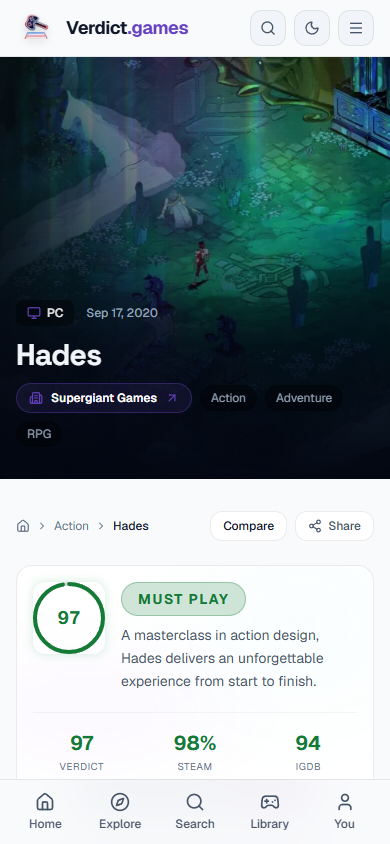 Verdict.games
PC
Sep 17, 2020
Hades
Supergiant Games
Action
Adventure
RPG
Action
Hades
Compare
Share
97
MUST PLAY
A masterclass in action design,
Hades delivers an unforgettable
experience from start to finish.
97
98%
94
VERDICT
STEAM
IGDB
Home
Explore
Search
Library
You